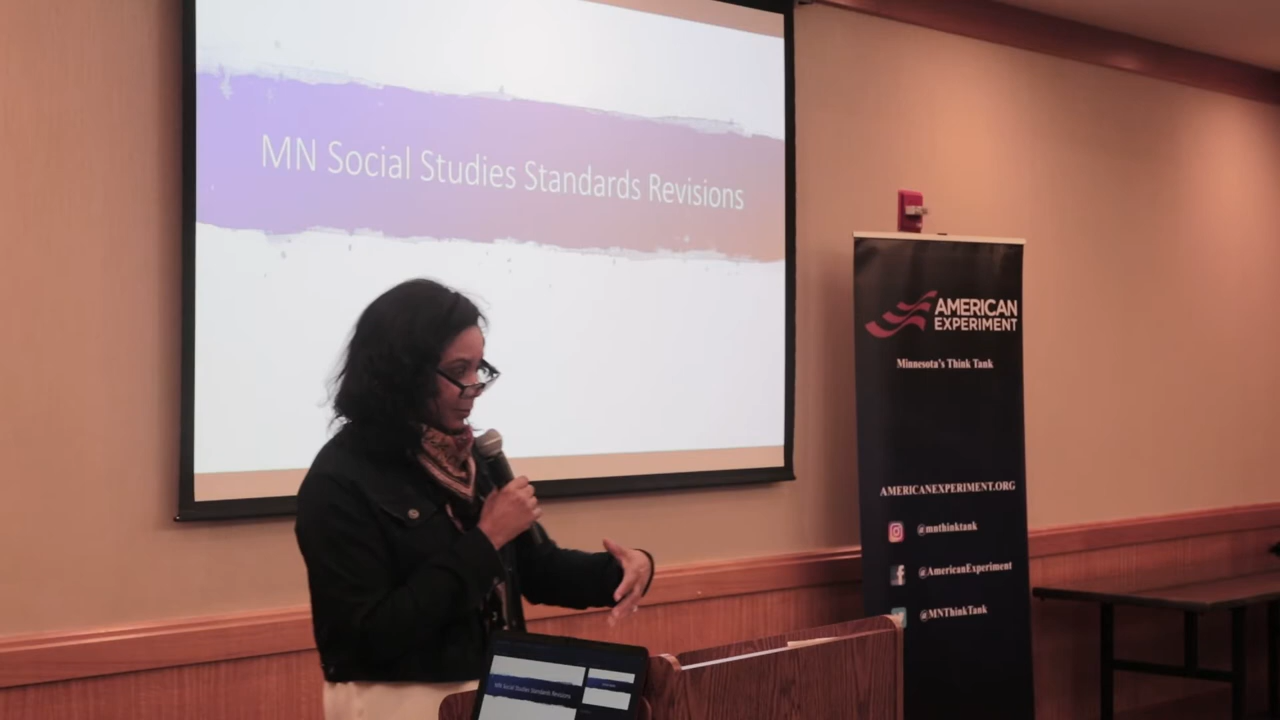 MN Social Studies Standards Revisions
AMERICAN
EXPERIMENT
Minnesota's Think Tank
AMERICANEXPERIMENT.ORG
@mnthinktank
@AmericanExperiment
@MNThinkTank
MN Social Studies Standards Revisions